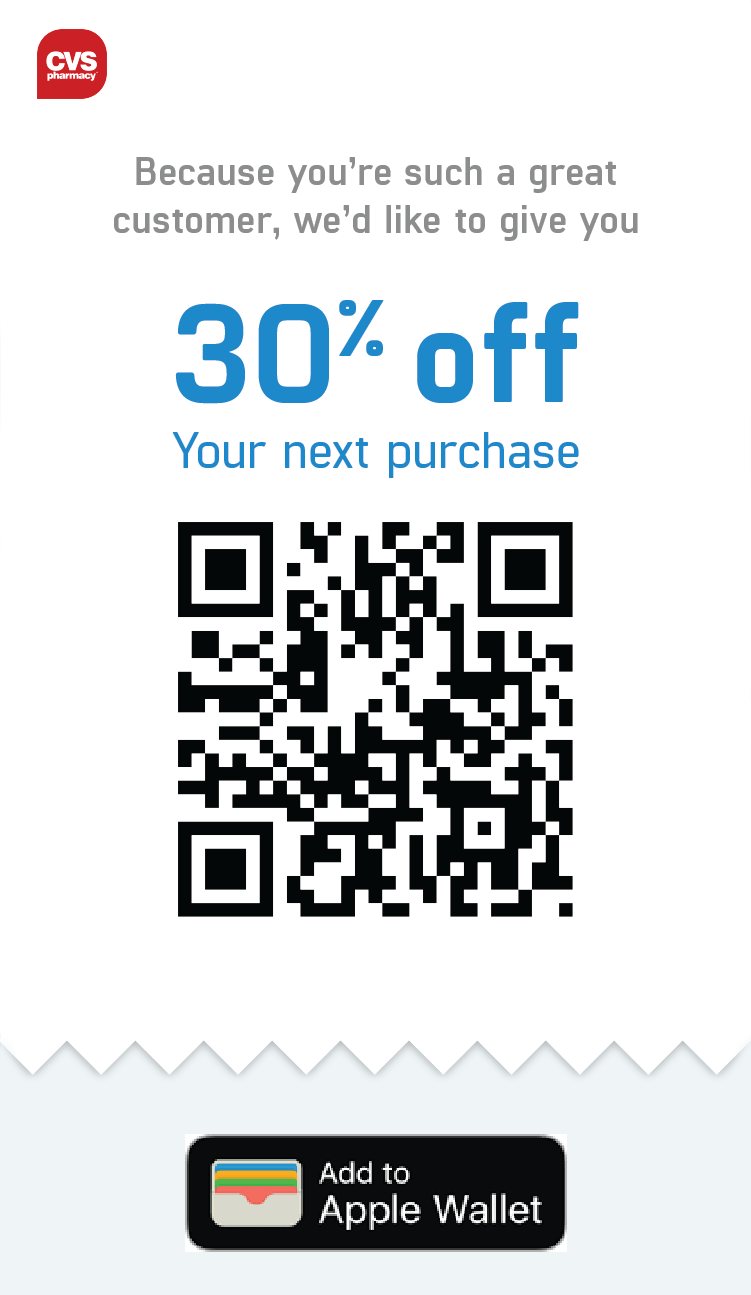 CVS
pharmacy
Because you’re such a great
customer, we’d like to give you
30% off
Your next purchase
Add to
Apple Wallet